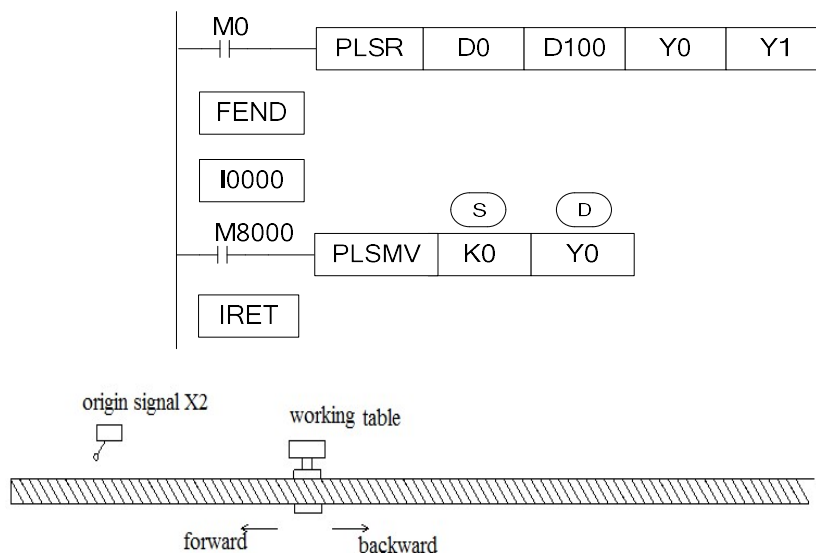 M0
PLSR D0 D100 Y0 Y1
FEND
I0000
S D
M8000
PLSMV K0 Y0
IRET
origin signal X2
working table
forward backward